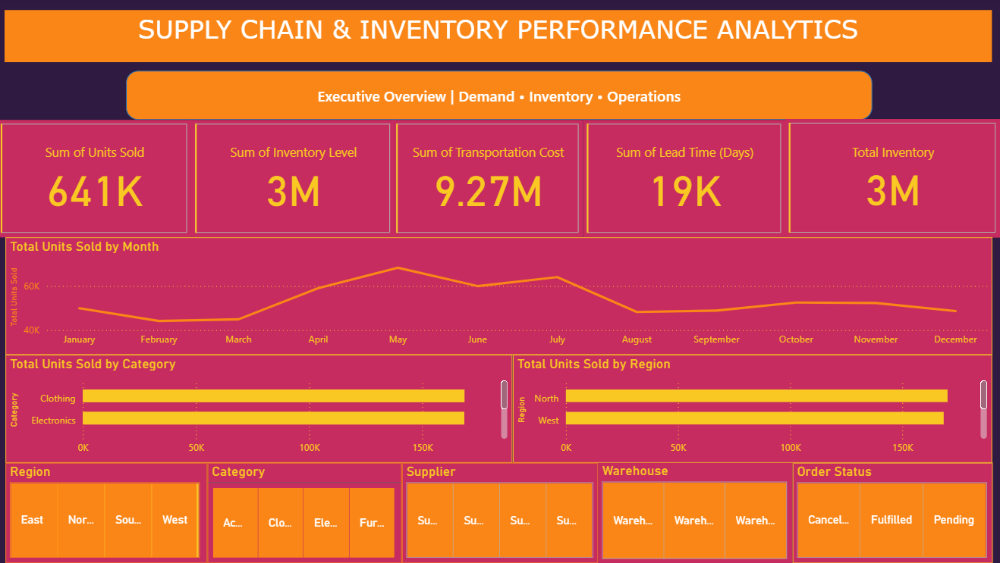 SUPPLY CHAIN & INVENTORY PERFORMANCE ANALYTICS
Executive Overview | Demand • Inventory • Operations
Sum of Units Sold
641K
Sum of Inventory Level
3M
Sum of Transportation Cost
9.27M
Sum of Lead Time (Days)
19K
Total Inventory
3M
Total Units Sold by Month
Total Units Sold
60K
40K
January February March April May June July August September October November December
Total Units Sold by Category
Category
Clothing
Electronics
0K 50K 100K 150K
Total Units Sold by Region
Region
North
West
0K 50K 100K 150K
Region
East Nor... Sou... West
Category
Ac... Clo... Ele... Fur...
Supplier
Su... Su... Su... Su...
Warehouse
Wareh... Wareh... Wareh...
Order Status
Cancel... Fulfilled Pending